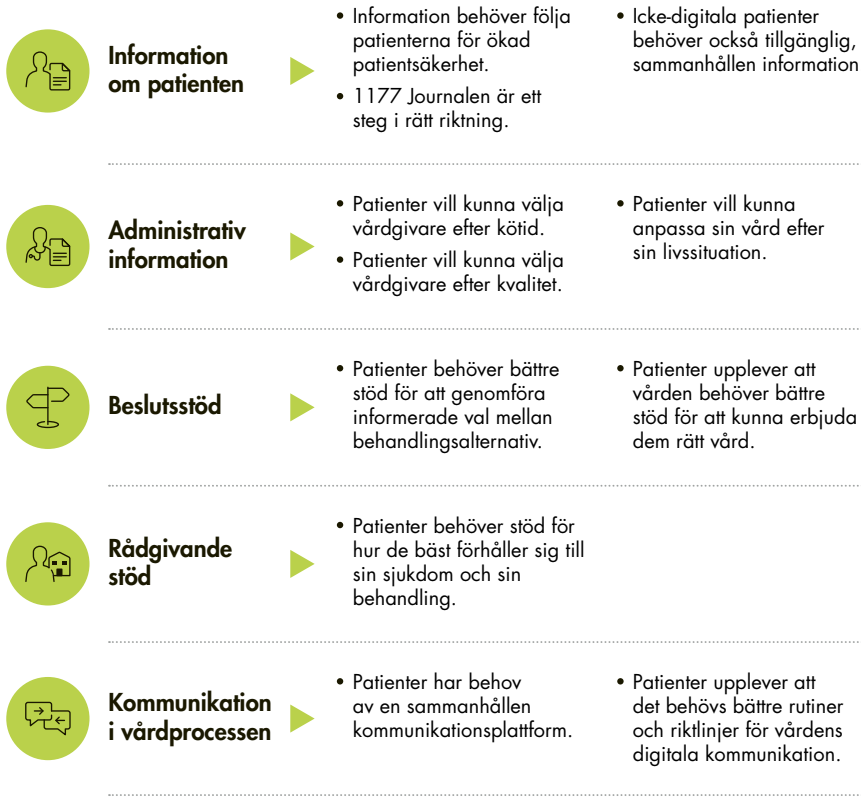 Information
om patienten
• Information behöver följa
patienterna för ökad
patientsäkerhet.
• 1177 Journalen är ett
steg i rätt riktning.
• Icke-digitala patienter
behöver också tillgänglig,
sammanhållen information
Administrativ
information
• Patienter vill kunna välja
vårdgivare efter kötid.
• Patienter vill kunna välja
vårdgivare efter kvalitet.
• Patienter vill kunna
anpassa sin vård efter
sin livssituation.
Beslutsstöd
• Patienter behöver bättre
stöd för att genomföra
informerade val mellan
behandlingsalternativ.
• Patienter upplever att
vården behöver bättre
stöd för att kunna erbjuda
dem rätt vård.
Rådgivande
stöd
• Patienter behöver stöd för
hur de bäst förhåller sig till
sin sjukdom och sin
behandling.
Kommunikation
i vårdprocessen
• Patienter har behov
av en sammanhållen
kommunikationsplattform.
• Patienter upplever att
det behövs bättre rutiner
och riktlinjer för vårdens
digitala kommunikation.